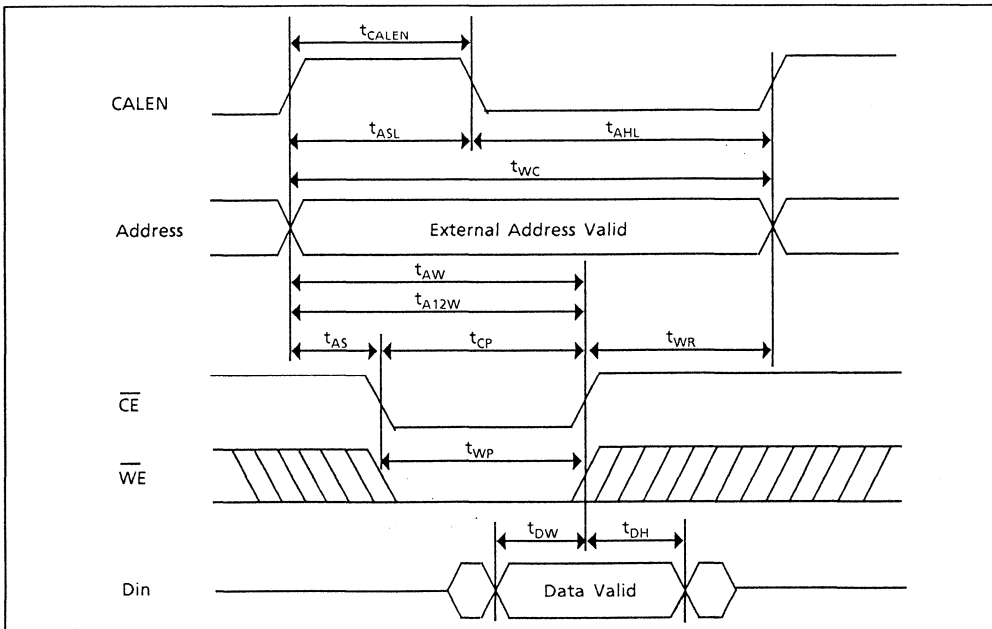 tCALEN
CALEN
tASL
tAHL
tWC
Address
External Address Valid
tAW
tA12W
tAS
tCP
tWR
CE
tWP
WE
tDW
tDH
Din
Data Valid